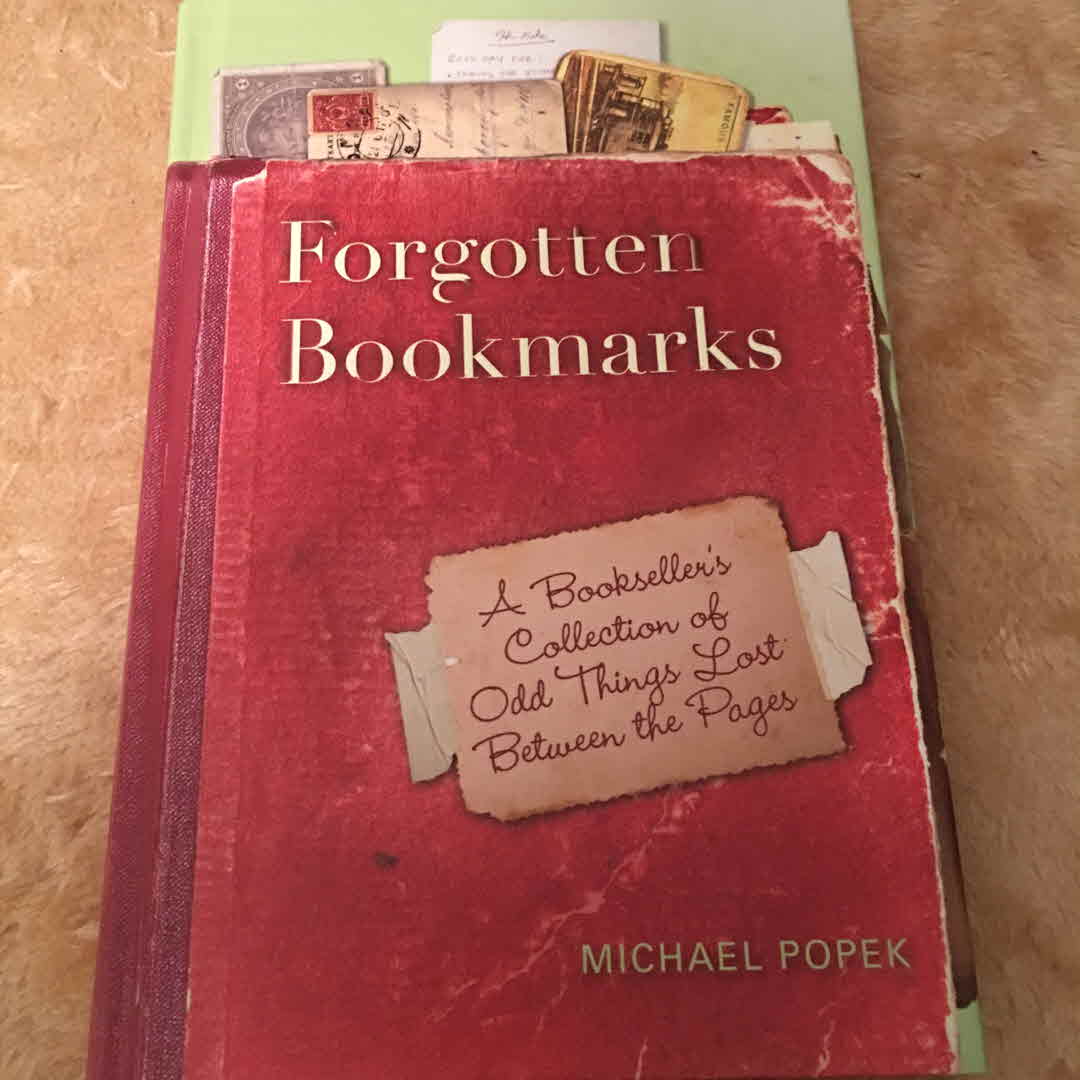 Forgotten
Bookmarks
A Bookseller's
Collection of
Odd Things Lost
Between the Pages
MICHAEL POPEK